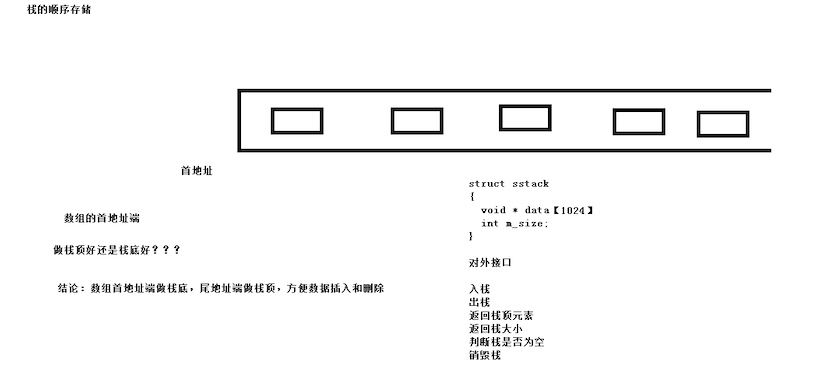 栈的顺序存储
首地址
数组的首地址端
做栈顶好还是栈底好???
结论：数组首地址端做栈底，尾地址端做栈顶，方便数据插入和删除
struct sstack
{
void * data【1024】
int m_size;
}
对外接口
入栈
出栈
返回栈顶元素
返回栈大小
判断栈是否为空
销毁栈